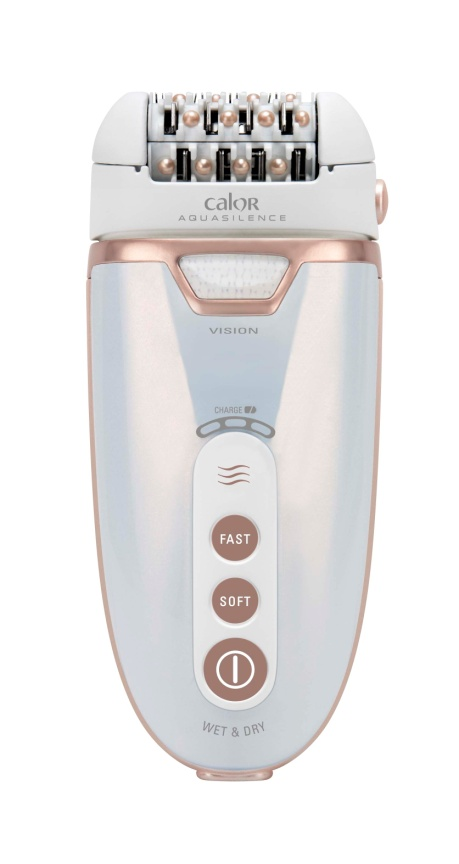 Calor
AQUASILENCE
VISION
CHARGE
FAST
SOFT
WET & DRY